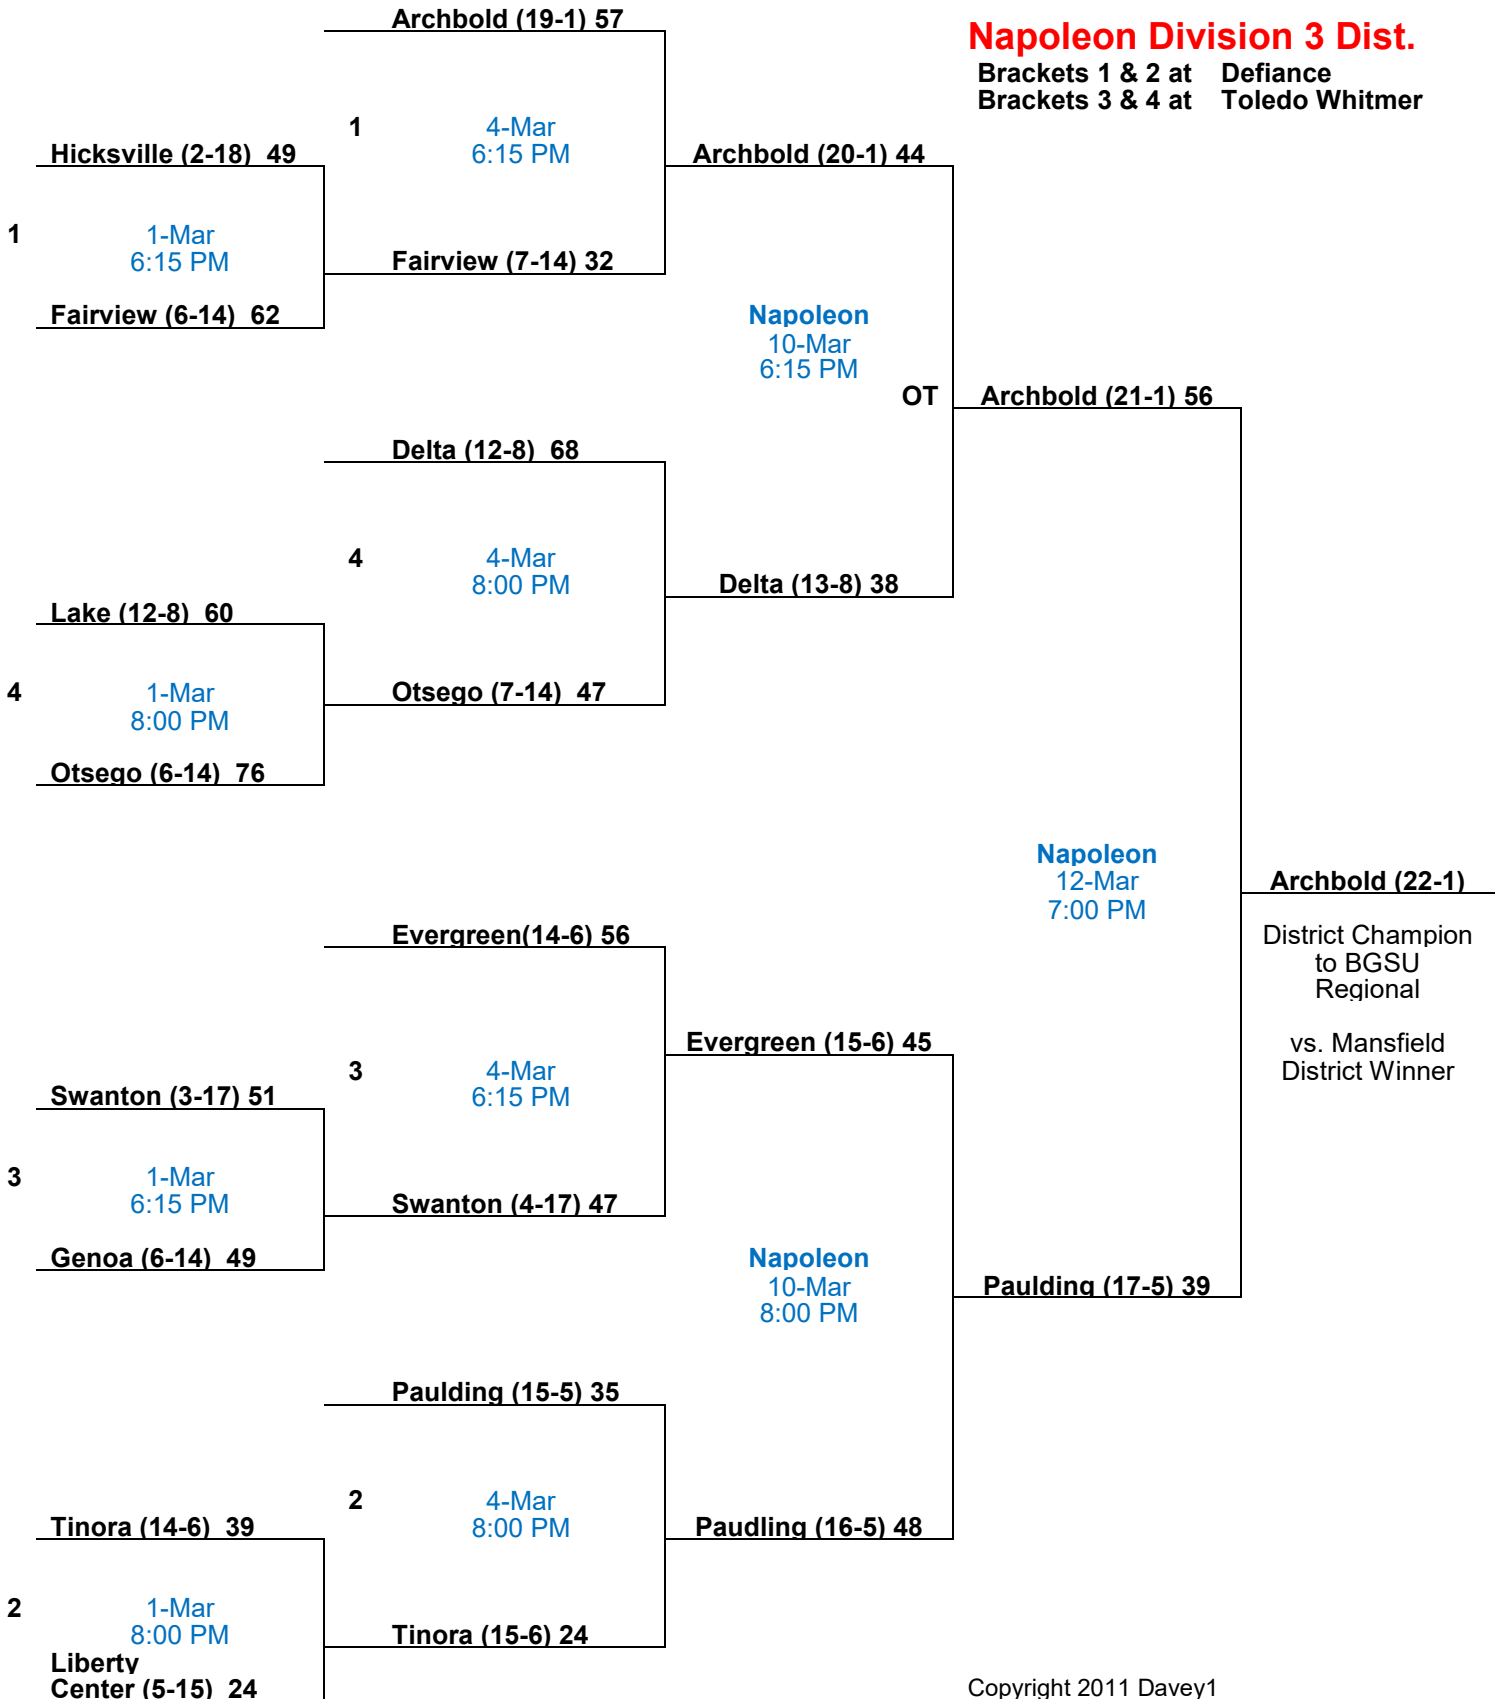 Archbold (19-1) 57
Napoleon Division 3 Dist.
Brackets 1 & 2 at Defiance
Brackets 3 & 4 at Toledo Whitmer
1
4-Mar
6:15 PM
Hicksville (2-18) 49
Archbold (20-1) 44
1
1-Mar
6:15 PM
Fairview (7-14) 32
Fairview (6-14) 62
Napoleon
10-Mar
6:15 PM
OT
Archbold (21-1) 56
Delta (12-8) 68
4
4-Mar
8:00 PM
Delta (13-8) 38
Lake (12-8) 60
4
1-Mar
8:00 PM
Otsego (7-14) 47
Otsego (6-14) 76
Napoleon
12-Mar
7:00 PM
Archbold (22-1)
District Champion
to BGSU
Regional
vs. Mansfield
District Winner
Evergreen(14-6) 56
Evergreen (15-6) 45
3
4-Mar
6:15 PM
Swanton (3-17) 51
3
1-Mar
6:15 PM
Swanton (4-17) 47
Genoa (6-14) 49
Napoleon
10-Mar
8:00 PM
Paulding (17-5) 39
Paulding (15-5) 35
2
4-Mar
8:00 PM
Tinora (14-6) 39
Paudling (16-5) 48
2
1-Mar
8:00 PM
Tinora (15-6) 24
Liberty
Center (5-15) 24
Copyright 2011 Davey1